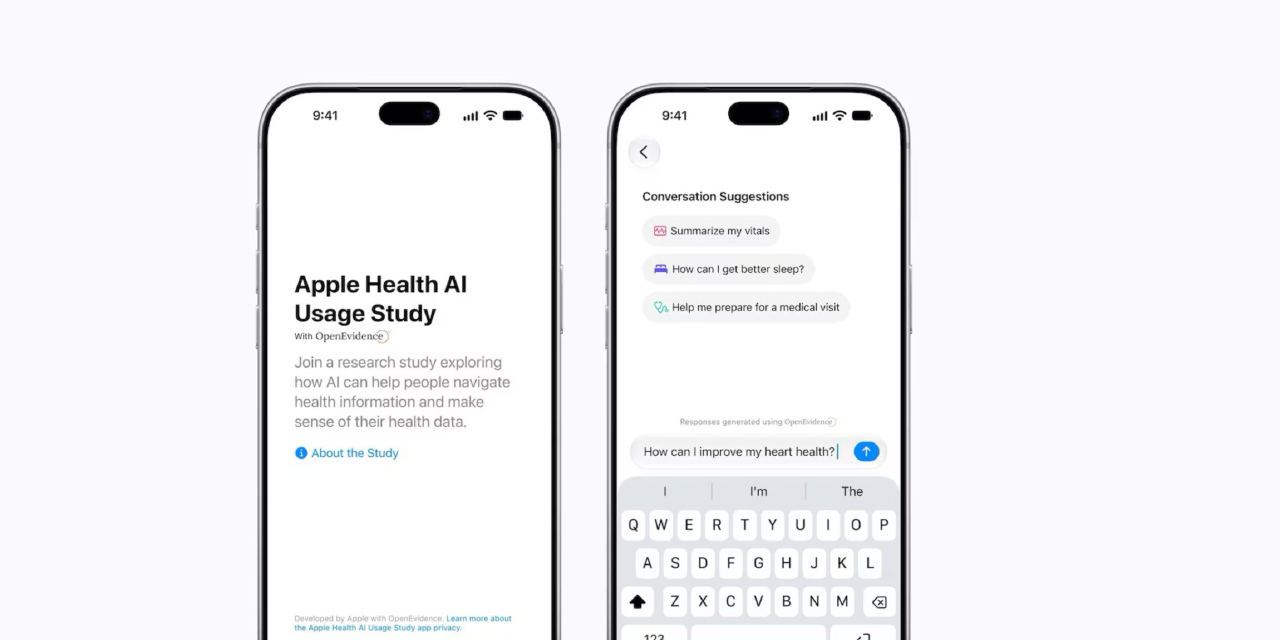 9:41
Apple Health AI
Usage Study
With OpenEvidence
Join a research study exploring
how AI can help people navigate
health information and make
sense of their health data.
About the Study
Developed by Apple with OpenEvidence. Learn more about
the Apple Health AI Usage Study app privacy.
9:41
Conversation Suggestions
Summarize my vitals
How can I get better sleep?
Help me prepare for a medical visit
Responses generated using OpenEvidence
How can I improve my heart health?
I I'm The
Q W E R T Y U I O P
A S D F G H J K L
Z X C V B N M
123